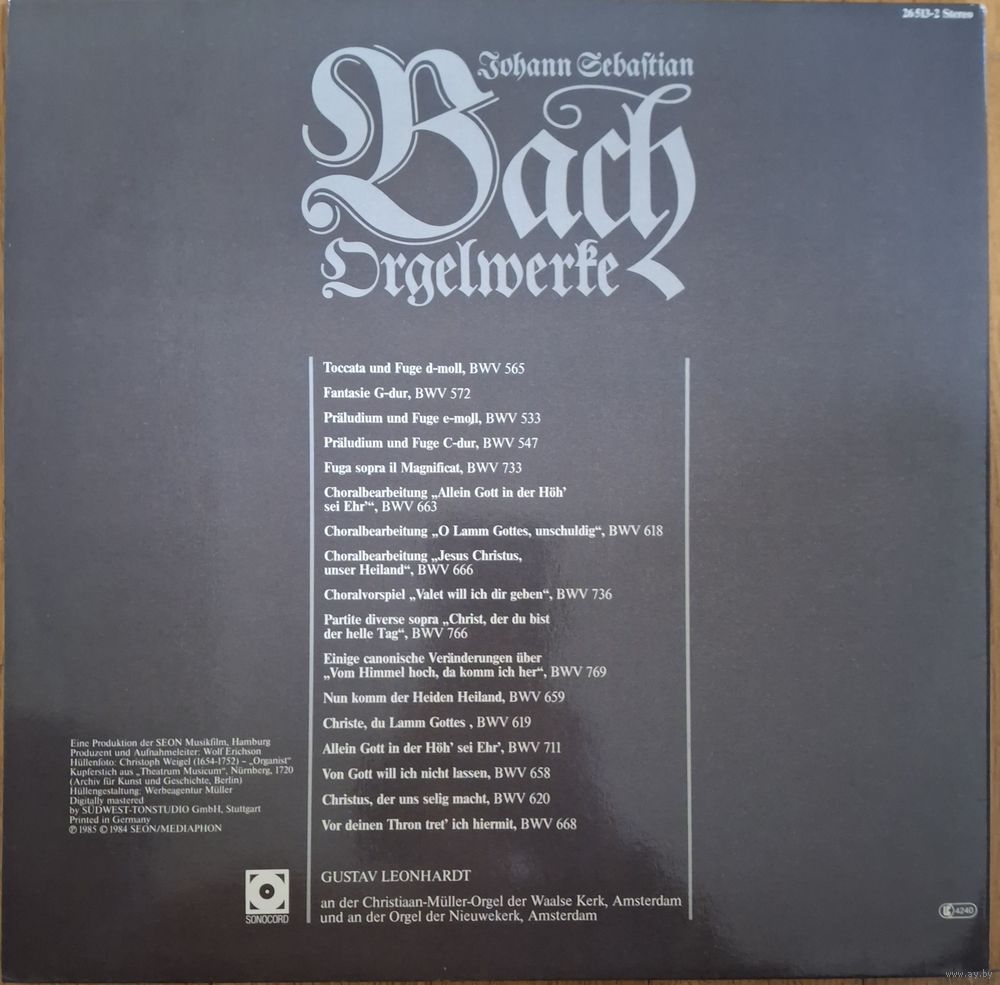 26 513-2 Stereo
Johann Sebastian
Bach
Orgelwerke
Toccata und Fuge d-moll, BWV 565
Fantasie G-dur, BWV 572
Präludium und Fuge e-moll, BWV 533
Präludium und Fuge C-dur, BWV 547
Fuga sopra il Magnificat, BWV 733
Choralbearbeitung „Allein Gott in der Höh’
sei Ehr’“, BWV 663
Choralbearbeitung „O Lamm Gottes, unschuldig“, BWV 618
Choralbearbeitung „Jesus Christus,
unser Heiland“, BWV 666
Choralvorspiel „Valet will ich dir geben“, BWV 736
Partite diverse sopra „Christ, der du bist
der helle Tag“, BWV 766
Einige canonische Veränderungen über
„Vom Himmel hoch, da komm ich her“, BWV 769
Nun komm der Heiden Heiland, BWV 659
Christe, du Lamm Gottes , BWV 619
Allein Gott in der Höh’ sei Ehr’, BWV 711
Von Gott will ich nicht lassen, BWV 658
Christus, der uns selig macht, BWV 620
Vor deinen Thron tret’ ich hiermit, BWV 668
GUSTAV LEONHARDT
an der Christiaan-Müller-Orgel der Waalse Kerk, Amsterdam
und an der Orgel der Nieuwekerk, Amsterdam
Eine Produktion der SEON Musikfilm, Hamburg
Produzent und Aufnahmeleiter: Wolf Erichson
Hüllenfoto: Christoph Weigel (1654-1752) – „Organist“
Kupferstich aus „Theatrum Musicum“, Nürnberg, 1720
(Archiv für Kunst und Geschichte, Berlin)
Hüllengestaltung: Werbeagentur Müller
Digitally mastered
by SÜDWEST-TONSTUDIO GmbH, Stuttgart
Printed in Germany
℗ 1985 © 1984 SEON/MEDIAPHON
SONOCORD
LC 4240
www.ay.by